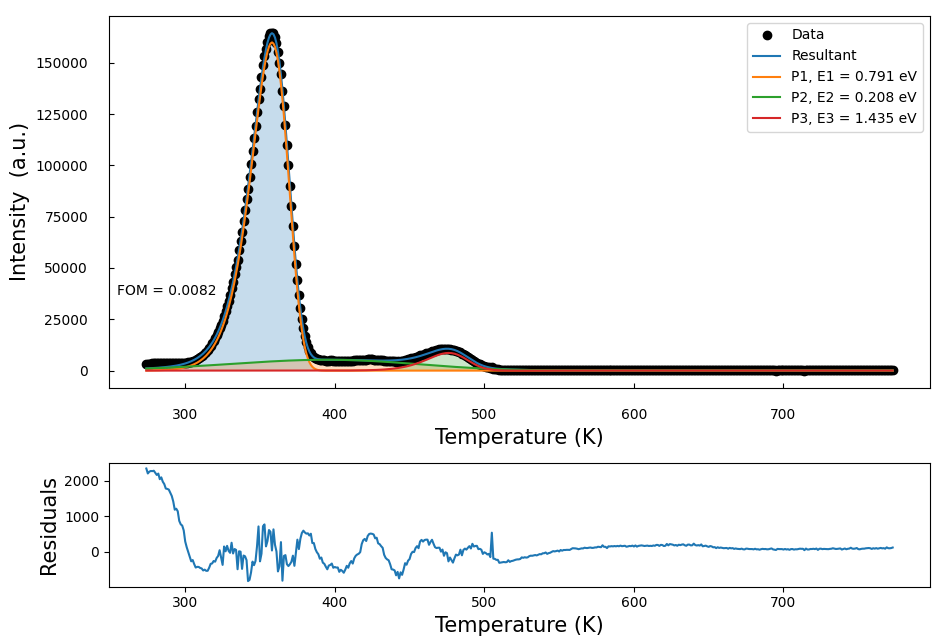 Intensity  (a.u.)
150000
125000
100000
75000
50000
25000
0
FOM = 0.0082
Data
Resultant
P1, E1 = 0.791 eV
P2, E2 = 0.208 eV
P3, E3 = 1.435 eV
300 400 500 600 700
Temperature (K)
Residuals
2000
1000
0
300 400 500 600 700
Temperature (K)